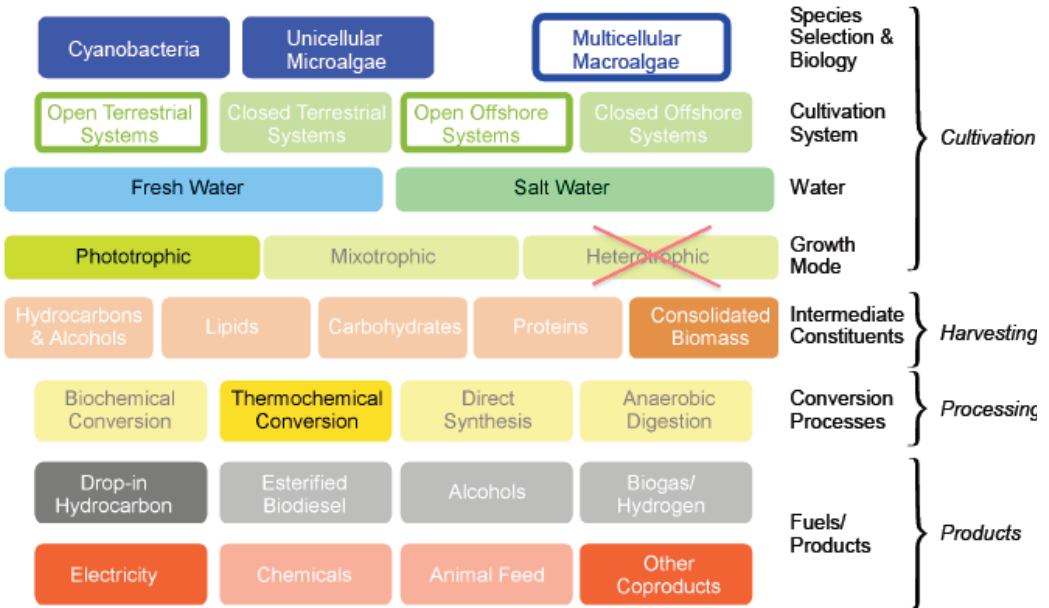 Cyanobacteria
Unicellular
Microalgae
Multicellular
Macroalgae
Species
Selection &
Biology
Open Terrestrial
Systems
Closed Terrestrial
Systems
Open Offshore
Systems
Closed Offshore
Systems
Cultivation
System
Cultivation
Fresh Water
Salt Water
Water
Phototrophic
Mixotrophic
Heterotrophic
Growth
Mode
Hydrocarbons
& Alcohols
Lipids
Carbohydrates
Proteins
Consolidated
Biomass
Intermediate
Constituents
Harvesting
Biochemical
Conversion
Thermochemical
Conversion
Direct
Synthesis
Anaerobic
Digestion
Conversion
Processes
Processing
Drop-in
Hydrocarbon
Esterified
Biodiesel
Alcohols
Biogas/
Hydrogen
Fuels/
Products
Products
Electricity
Chemicals
Animal Feed
Other
Coproducts